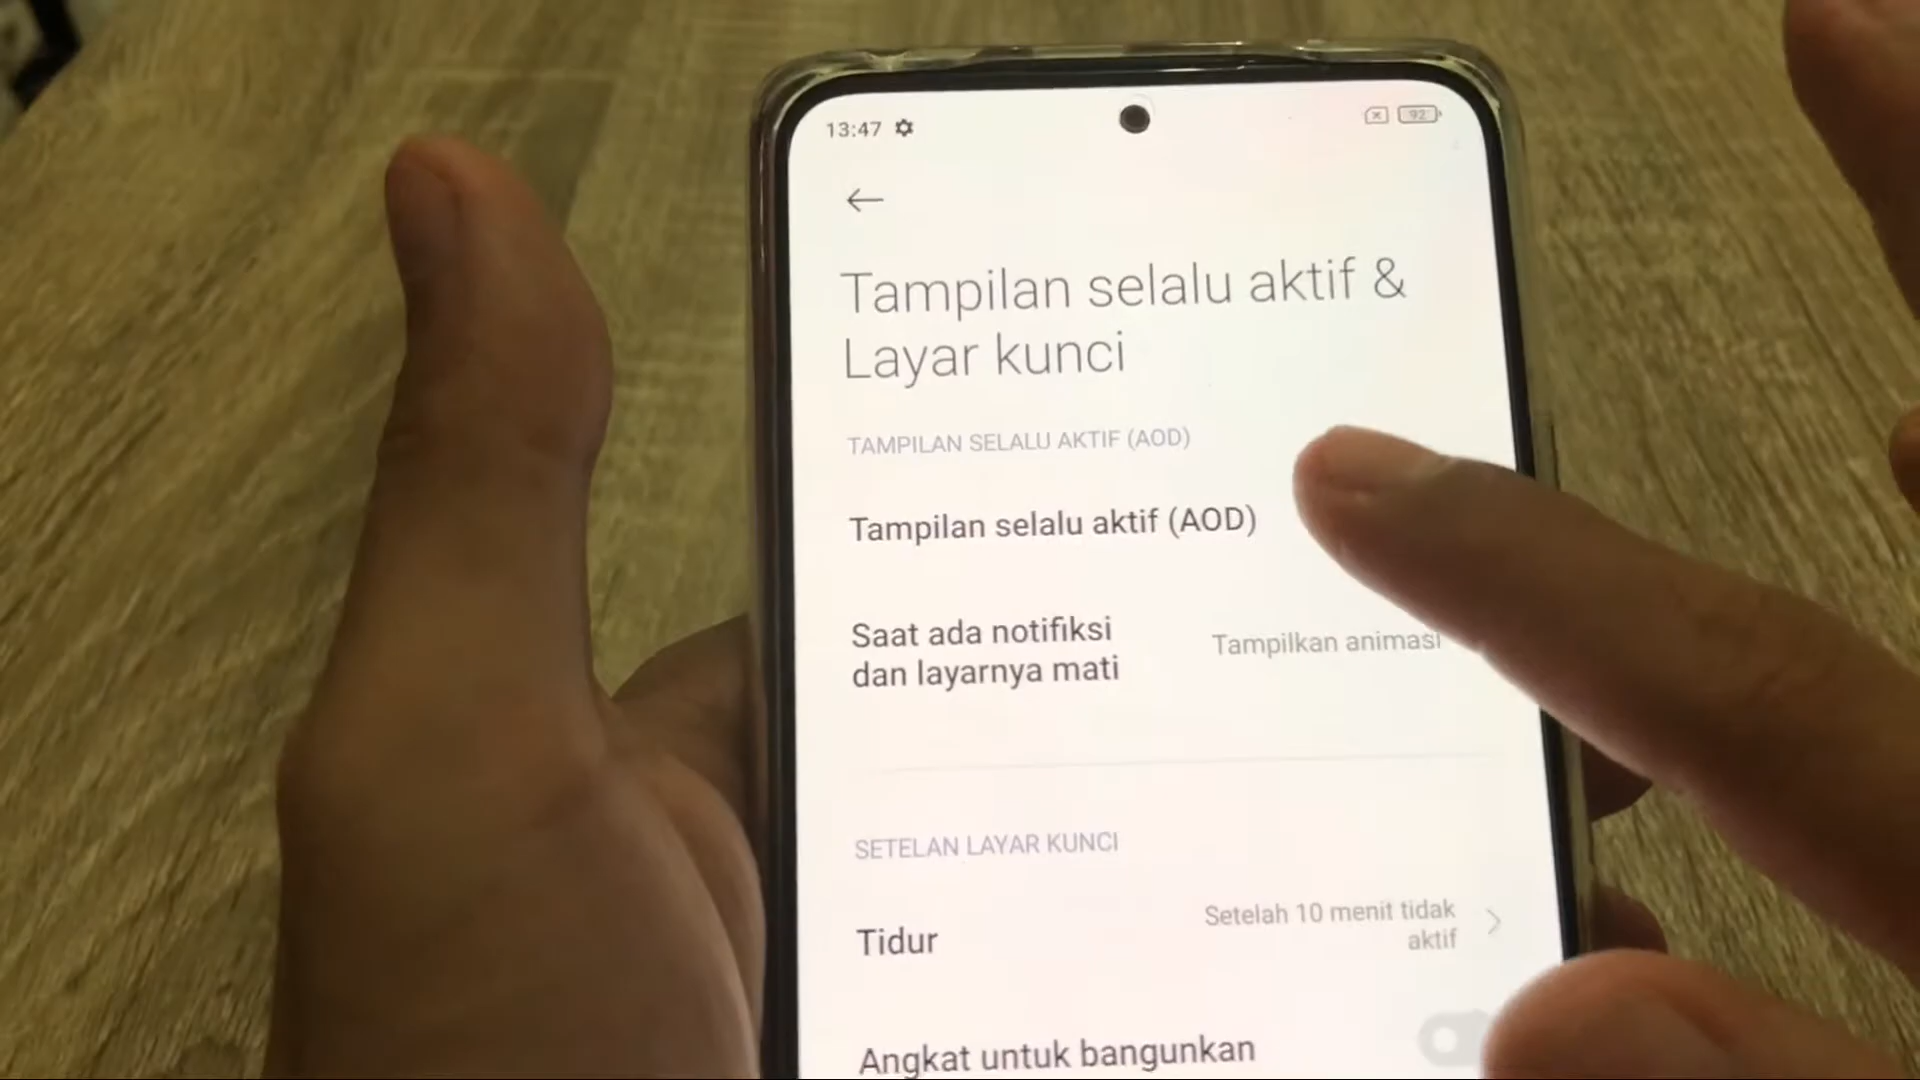 13:47
92
Tampilan selalu aktif &
Layar kunci
TAMPILAN SELALU AKTIF (AOD)
Tampilan selalu aktif (AOD)
Saat ada notifiksi
dan layarnya mati
Tampilkan animasi
SETELAN LAYAR KUNCI
Tidur
Setelah 10 menit tidak
aktif
Angkat untuk bangunkan